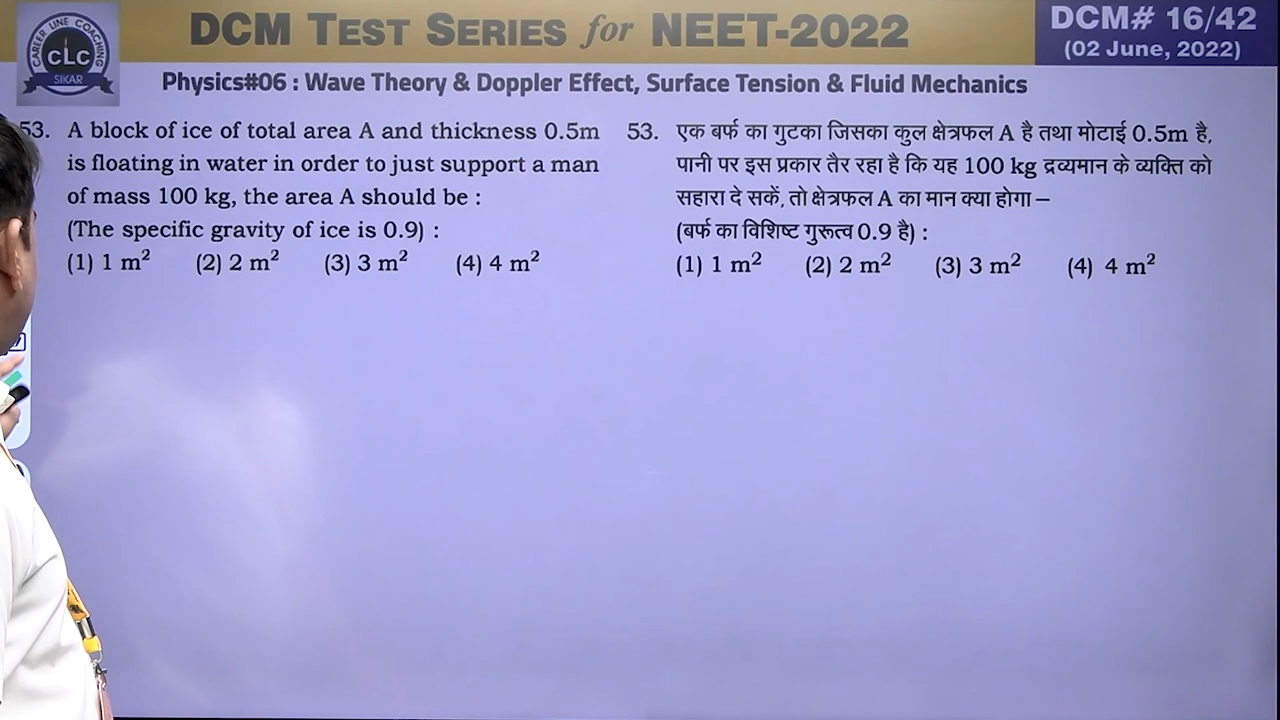 DCM TEST SERIES for NEET-2022
DCM# 16/42
(02 June, 2022)
CAREER LINE COACHING
CLC
SIKAR
Physics#06 : Wave Theory & Doppler Effect, Surface Tension & Fluid Mechanics
53. A block of ice of total area A and thickness 0.5m
is floating in water in order to just support a man
of mass 100 kg, the area A should be :
(The specific gravity of ice is 0.9) :
(1) 1 m² (2) 2 m² (3) 3 m² (4) 4 m²
53. एक बर्फ का गुटका जिसका कुल क्षेत्रफल A है तथा मोटाई 0.5m है,
पानी पर इस प्रकार तैर रहा है कि यह 100 kg द्रव्यमान के व्यक्ति को
सहारा दे सकें, तो क्षेत्रफल A का मान क्या होगा –
(बर्फ का विशिष्ट गुरूत्व 0.9 है) :
(1) 1 m² (2) 2 m² (3) 3 m² (4) 4 m²